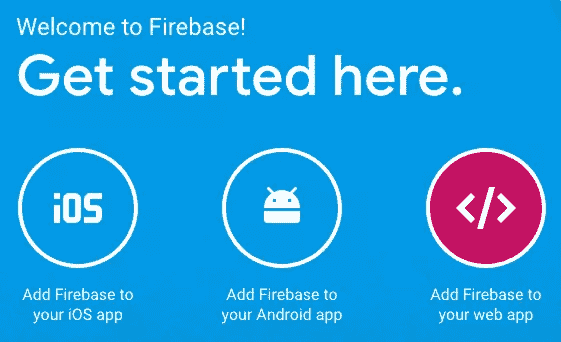 Welcome to Firebase!
Get started here.
iOS
</>
Add Firebase to
your iOS app
Add Firebase to
your Android app
Add Firebase to
your web app